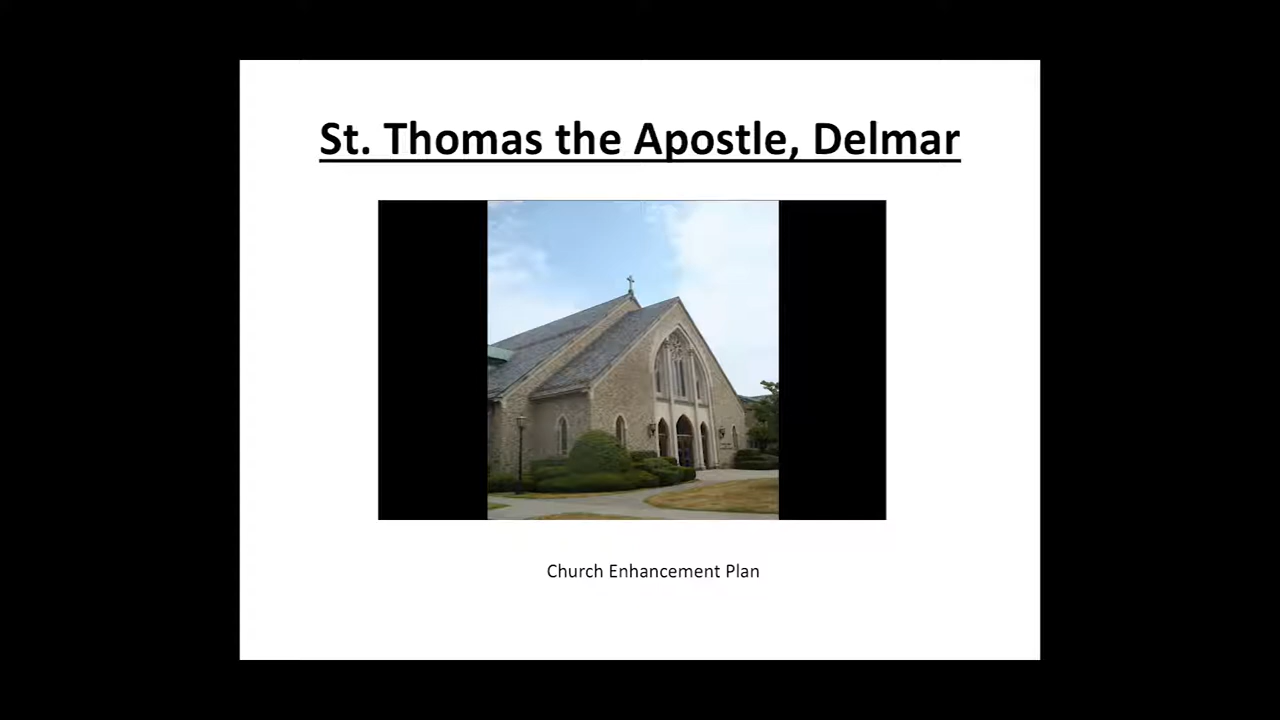 St. Thomas the Apostle, Delmar
Church Enhancement Plan